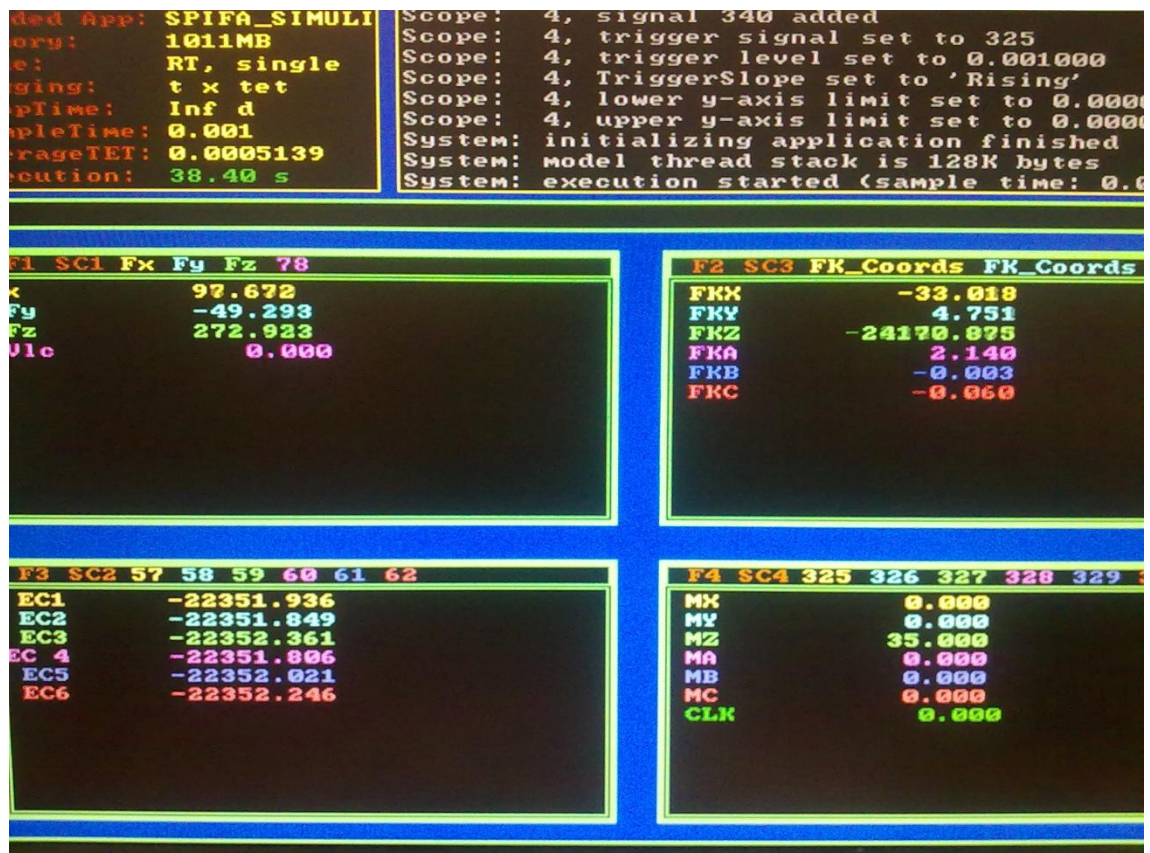 ded App: SPIFA_SIMULI
ory: 1011MB
e: RT, single
ging: t x tet
pTime: Inf d
mpleTime: 0.001
erageTET: 0.0005139
cution: 38.40 s
Scope: 4, signal 340 added
Scope: 4, trigger signal set to 325
Scope: 4, trigger level set to 0.001000
Scope: 4, TriggerSlope set to 'Rising'
Scope: 4, lower y-axis limit set to 0.0000
Scope: 4, upper y-axis limit set to 0.0000
System: initializing application finished
System: model thread stack is 128K bytes
System: execution started (sample time: 0.0
F1 SC1 Fx Fy Fz 78
x 97.672
Fy -49.293
Fz 272.923
Vlc 0.000
F2 SC3 FK_Coords FK_Coords
FKX -33.018
FKY 4.751
FKZ -24170.875
FKA 2.140
FKB -0.003
FKC -0.060
F3 SC2 57 58 59 60 61 62
EC1 -22351.936
EC2 -22351.849
EC3 -22352.361
EC 4 -22351.806
EC5 -22352.021
EC6 -22352.246
F4 SC4 325 326 327 328 329
MX 0.000
MY 0.000
MZ 35.000
MA 0.000
MB 0.000
MC 0.000
CLK 0.000